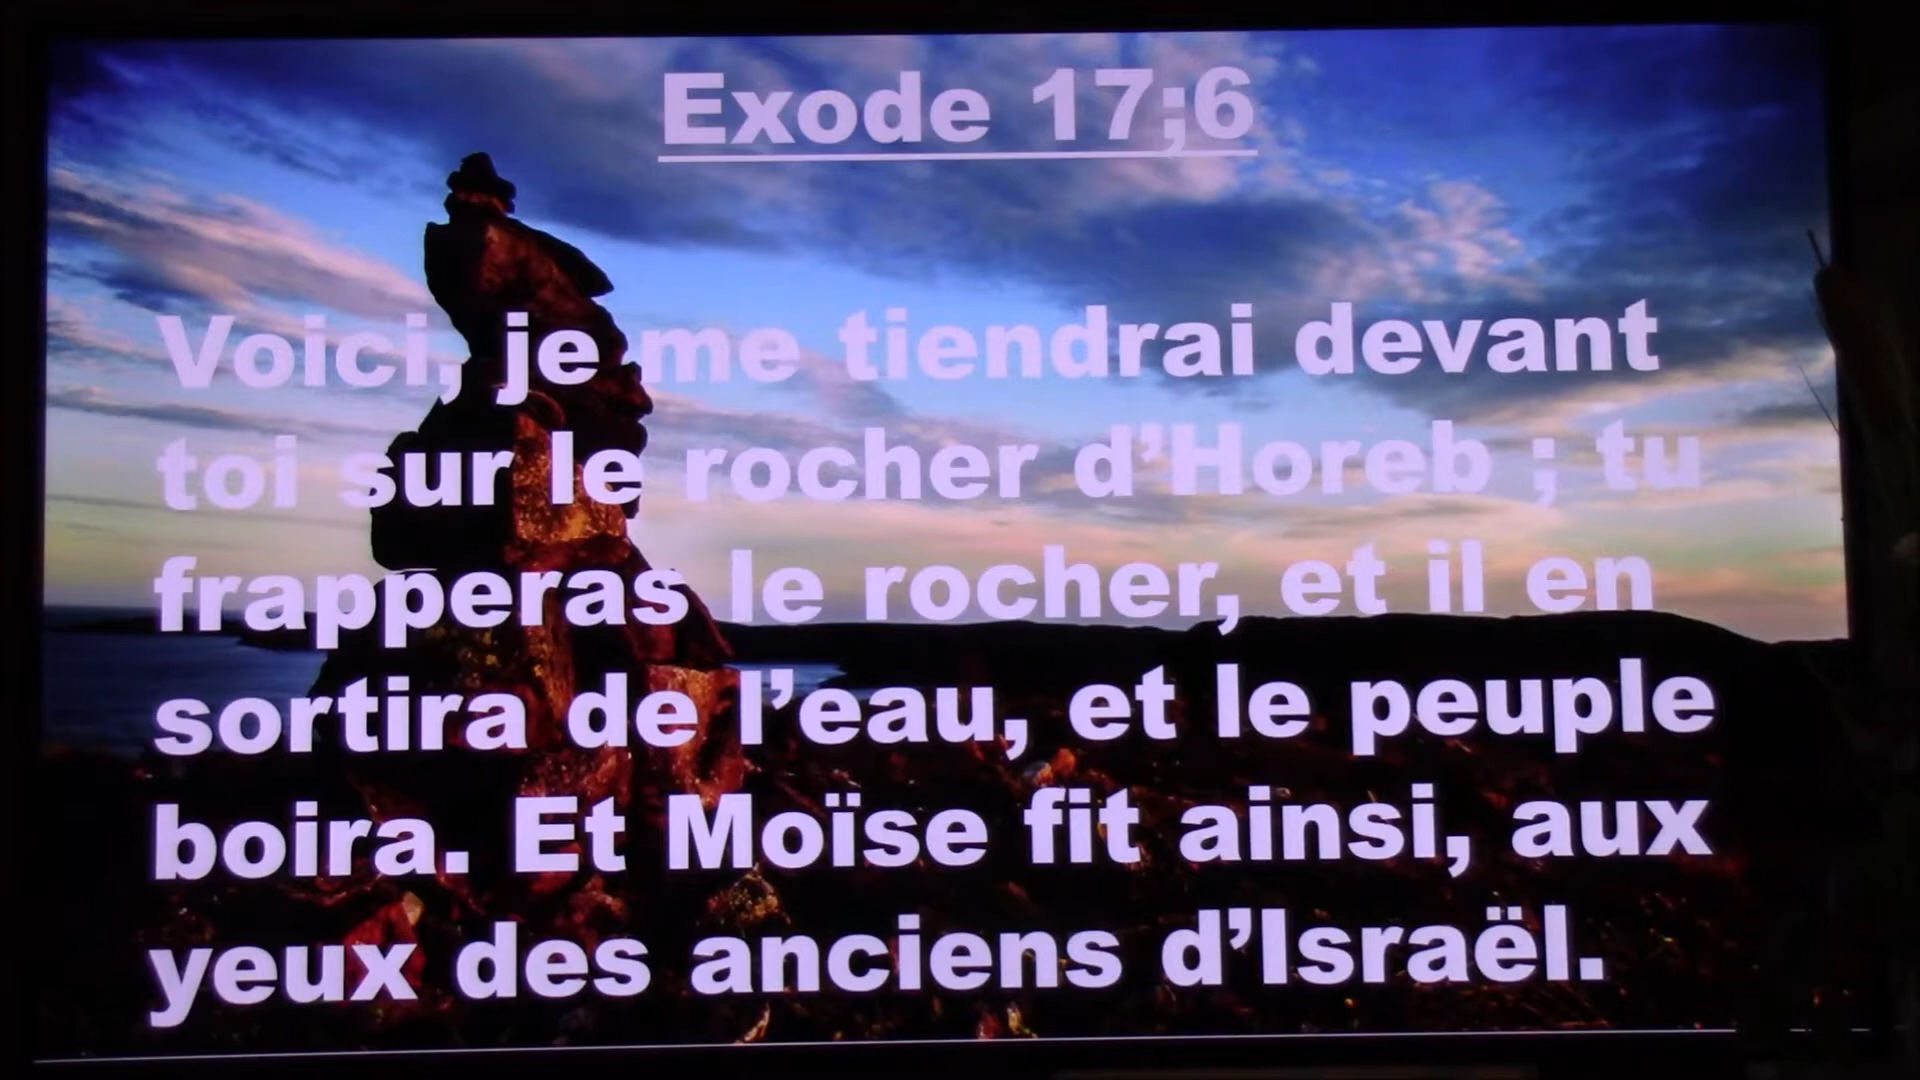 Exode 17;6
Voici, je me tiendrai devant
toi sur le rocher d’Horeb ; tu
frapperas le rocher, et il en
sortira de l’eau, et le peuple
boira. Et Moïse fit ainsi, aux
yeux des anciens d’Israël.